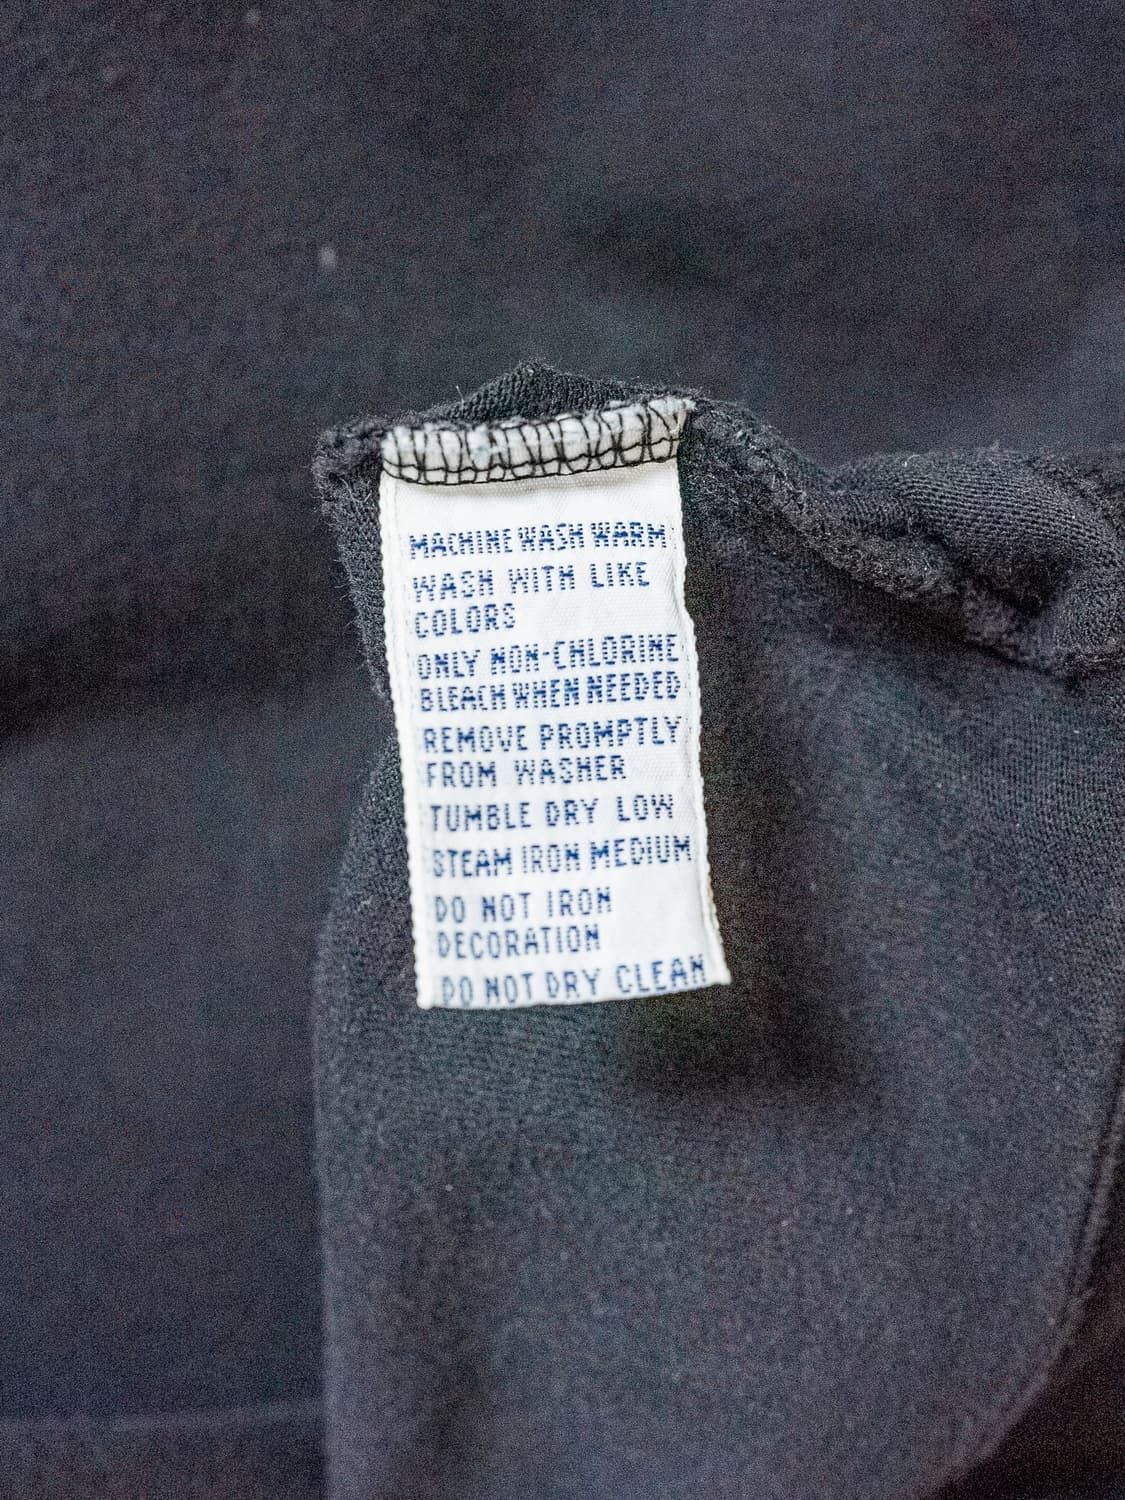 MACHINE WASH WARM
WASH WITH LIKE
COLORS
ONLY NON-CHLORINE
BLEACH WHEN NEEDED
REMOVE PROMPTLY
FROM WASHER
TUMBLE DRY LOW
STEAM IRON MEDIUM
DO NOT IRON
DECORATION
DO NOT DRY CLEAN